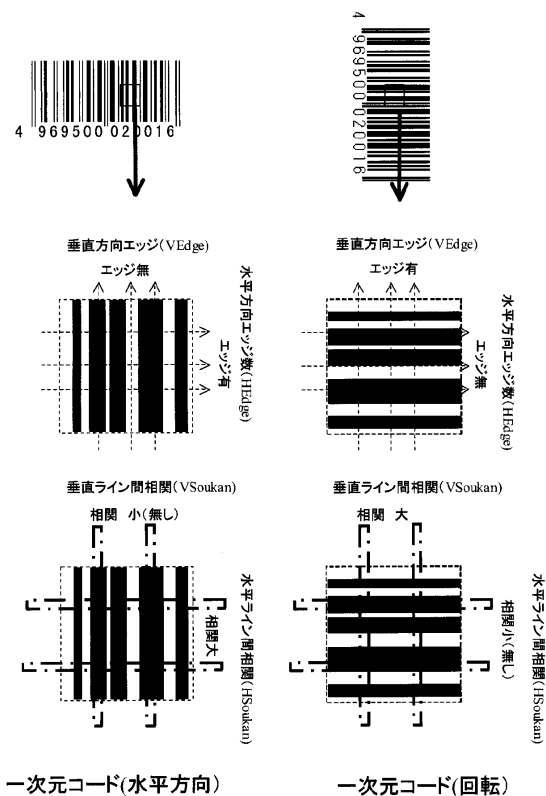 4 969500 020016
4 969500 020016
垂直方向エッジ(VEdge)
エッジ無
水平方向エッジ数(HEdge)
エッジ有
垂直方向エッジ(VEdge)
エッジ有
水平方向エッジ数(HEdge)
エッジ無
垂直ライン間相関(VSoukan)
相関 小(無し)
水平ライン間相関(HSoukan)
相関大
垂直ライン間相関(VSoukan)
相関 大
水平ライン間相関(HSoukan)
相関小(無し)
一次元コード(水平方向)
一次元コード(回転)